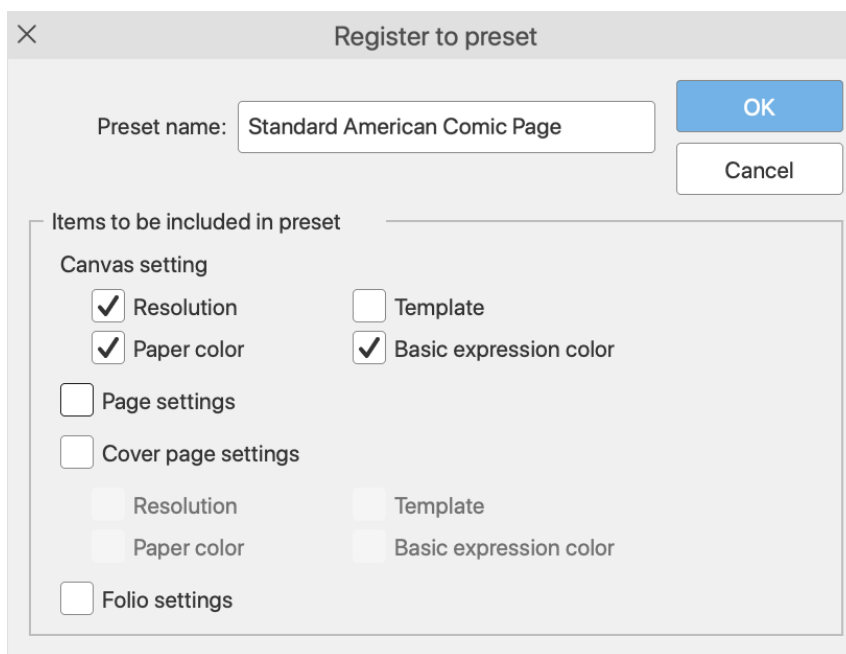 Register to preset
Preset name: Standard American Comic Page
OK
Cancel
Items to be included in preset
Canvas setting
Resolution Template
Paper color Basic expression color
Page settings
Cover page settings
Resolution Template
Paper color Basic expression color
Folio settings